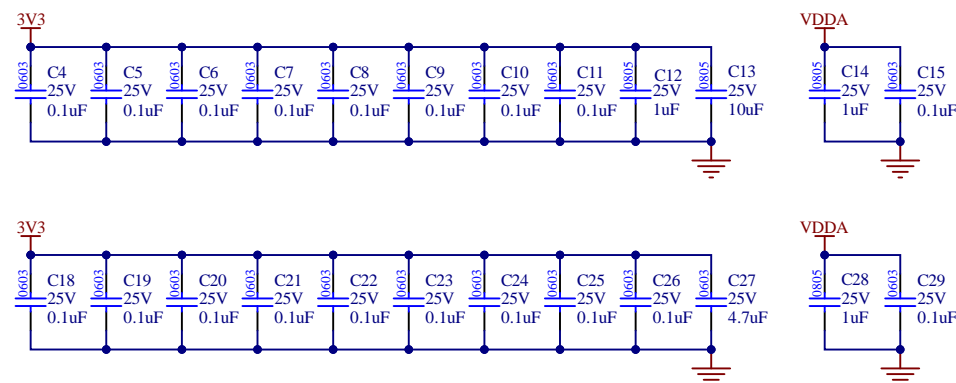 3V3
VDDA
0603 C4 0603 C5 0603 C6 0603 C7 0603 C8 0603 C9 0603 C10 0603 C11 0805 C12 0805 C13 0805 C14 0603 C15
25V 25V 25V 25V 25V 25V 25V 25V 25V 25V 25V 25V
0.1uF 0.1uF 0.1uF 0.1uF 0.1uF 0.1uF 0.1uF 0.1uF 1uF 10uF 1uF 0.1uF
3V3
VDDA
0603 C18 0603 C19 0603 C20 0603 C21 0603 C22 0603 C23 0603 C24 0603 C25 0603 C26 0603 C27 0805 C28 0603 C29
25V 25V 25V 25V 25V 25V 25V 25V 25V 25V 25V 25V
0.1uF 0.1uF 0.1uF 0.1uF 0.1uF 0.1uF 0.1uF 0.1uF 0.1uF 4.7uF 1uF 0.1uF